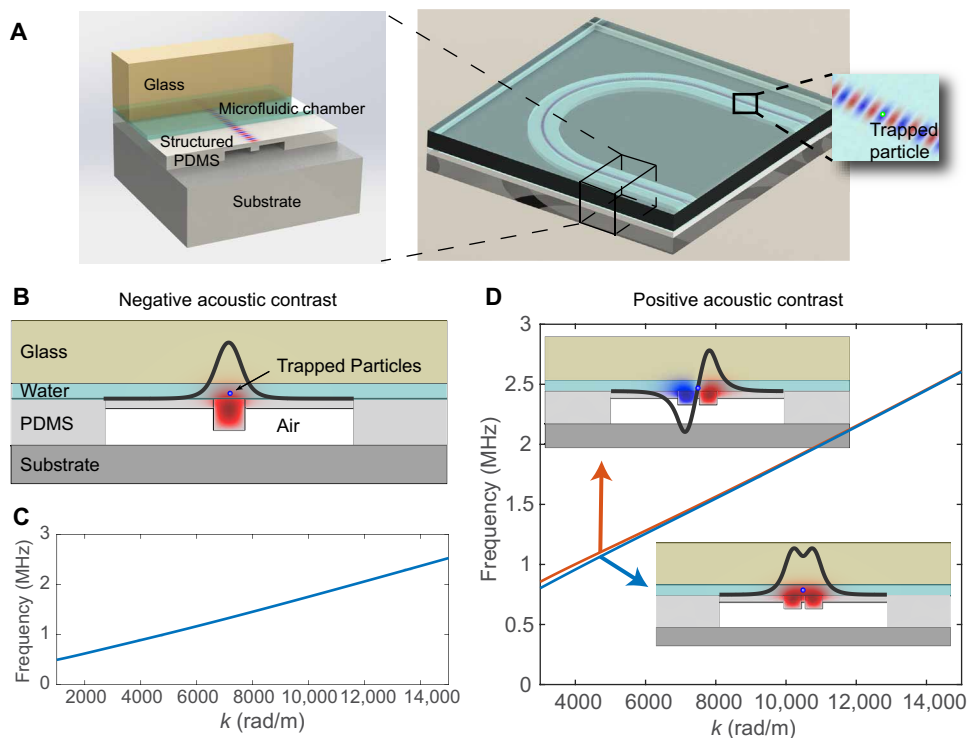 A
Glass
Microfluidic chamber
Structured
PDMS
Substrate
Trapped
particle
B
Negative acoustic contrast
Glass
Trapped Particles
Water
PDMS
Air
Substrate
C
Frequency (MHz)
3
2
1
0
2000
4000
6000
8000
10,000
12,000
14,000
k (rad/m)
D
Positive acoustic contrast
Frequency (MHz)
3
2.5
2
1.5
1
0.5
0
4000
6000
8000
10,000
12,000
14,000
k (rad/m)